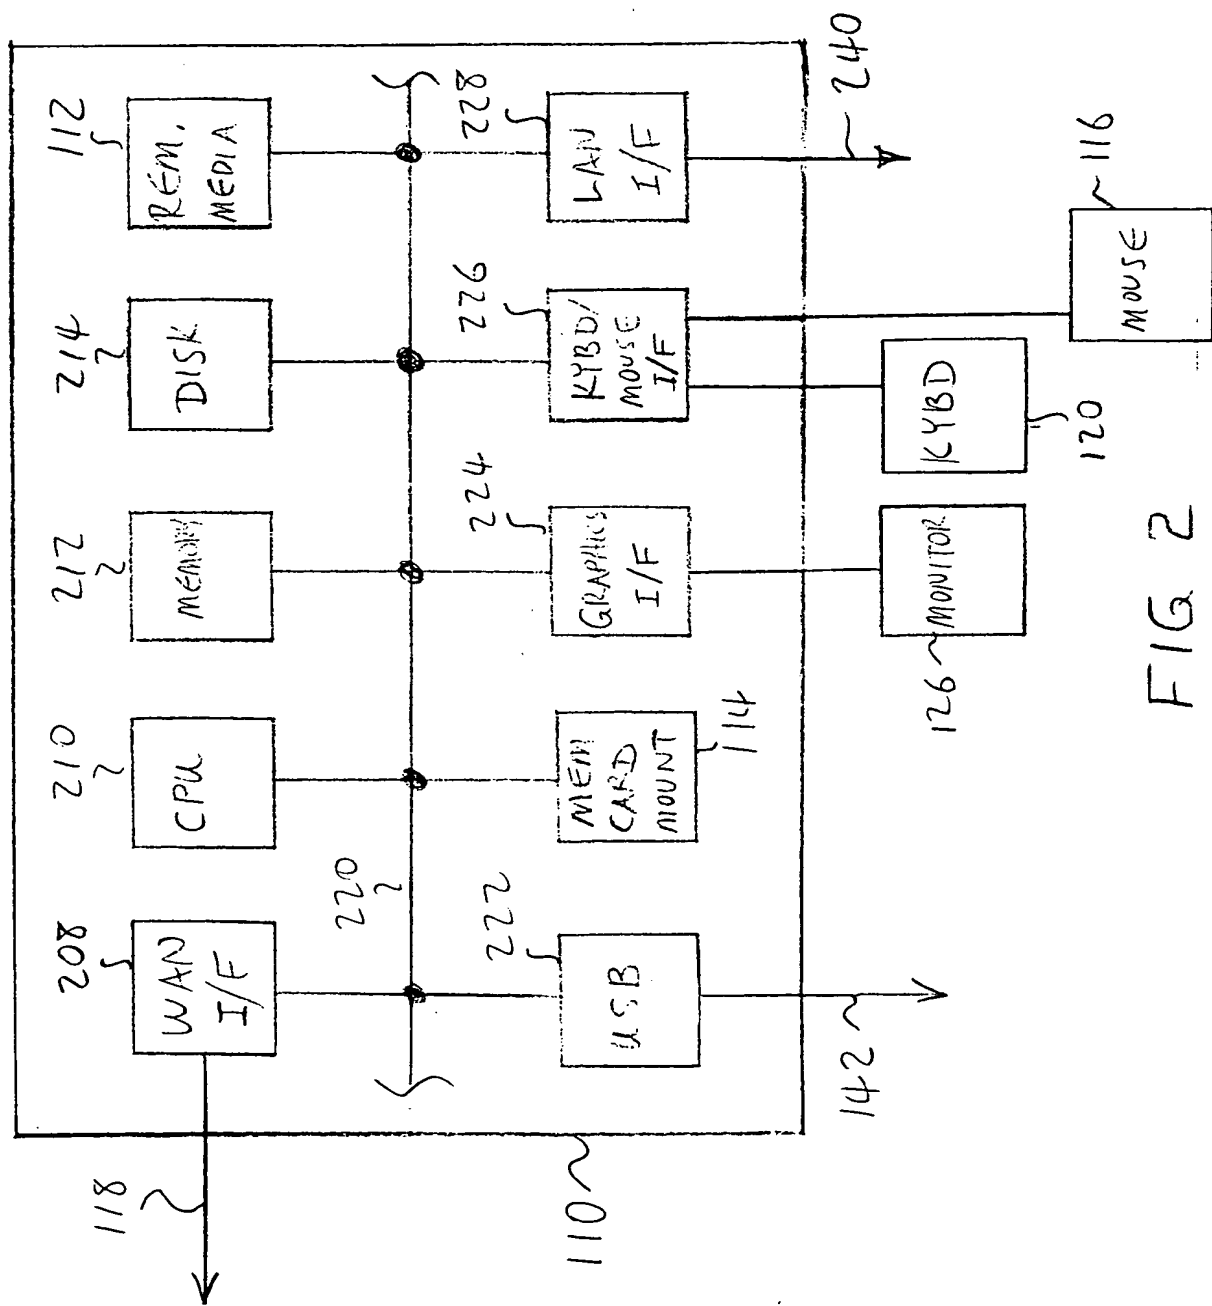 208
210
212
214
112
118
WAN
I/F
CPU
MEMORY
DISK
REM.
MEDIA
220
222
224
226
228
USB
MEM
CARD
MOUNT
GRAPHICS
I/F
KYBD/
MOUSE
I/F
LAN
I/F
110
114
142
240
126
MONITOR
KYBD
120
MOUSE
116
FIG 2